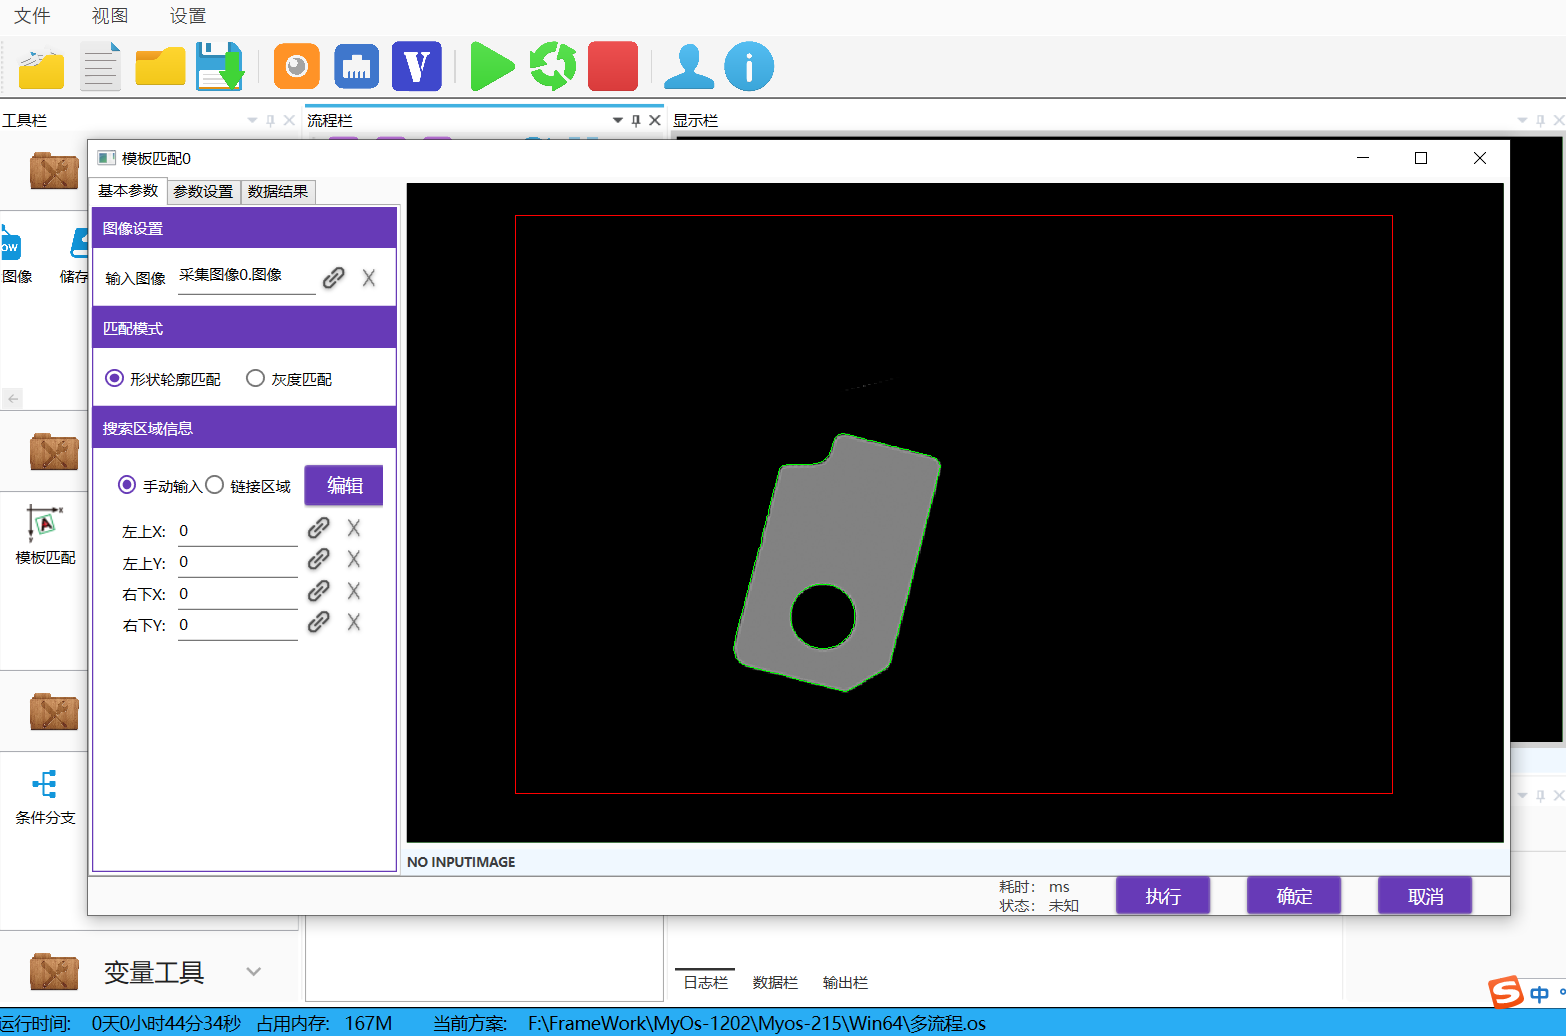 文件 视图 设置
V
工具栏 流程栏 显示栏
模板匹配0
基本参数 参数设置 数据结果
图像设置
输入图像 采集图像0.图像 X
匹配模式
形状轮廓匹配 灰度匹配
搜索区域信息
手动输入 链接区域 编辑
左上X: 0 X
左上Y: 0 X
右下X: 0 X
右下Y: 0 X
OW
图像 储存
A
模板匹配
条件分支
NO INPUTIMAGE
耗时: ms
状态: 未知
执行 确定 取消
变量工具
日志栏 数据栏 输出栏
S 中
运行时间: 0天0小时44分34秒 占用内存: 167M 当前方案: F:\FrameWork\MyOs-1202\Myos-215\Win64\多流程.os